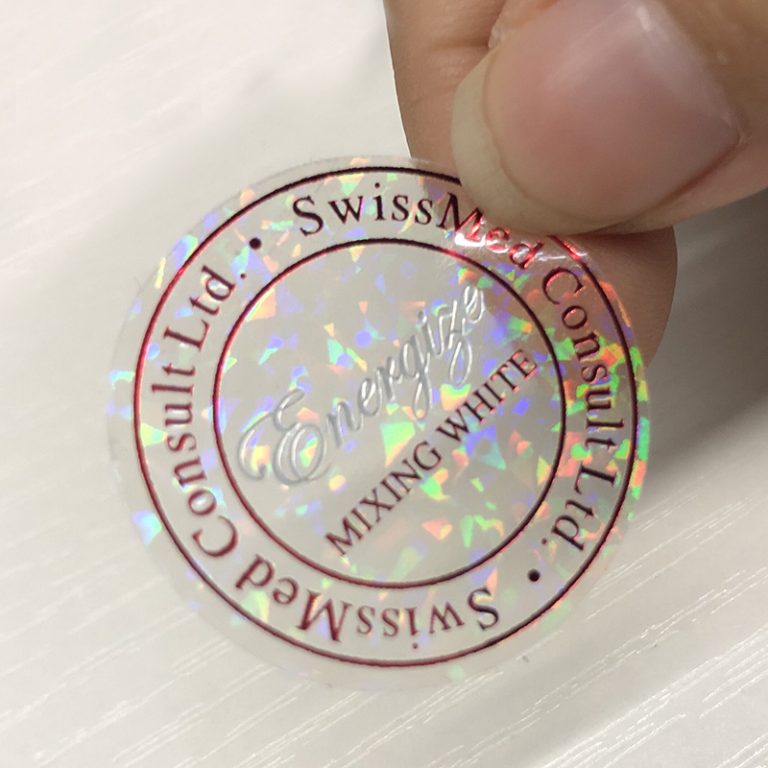 SwissMed Consult Ltd.
•
SwissMed Consult Ltd.
•
Energize
MIXING WHITE